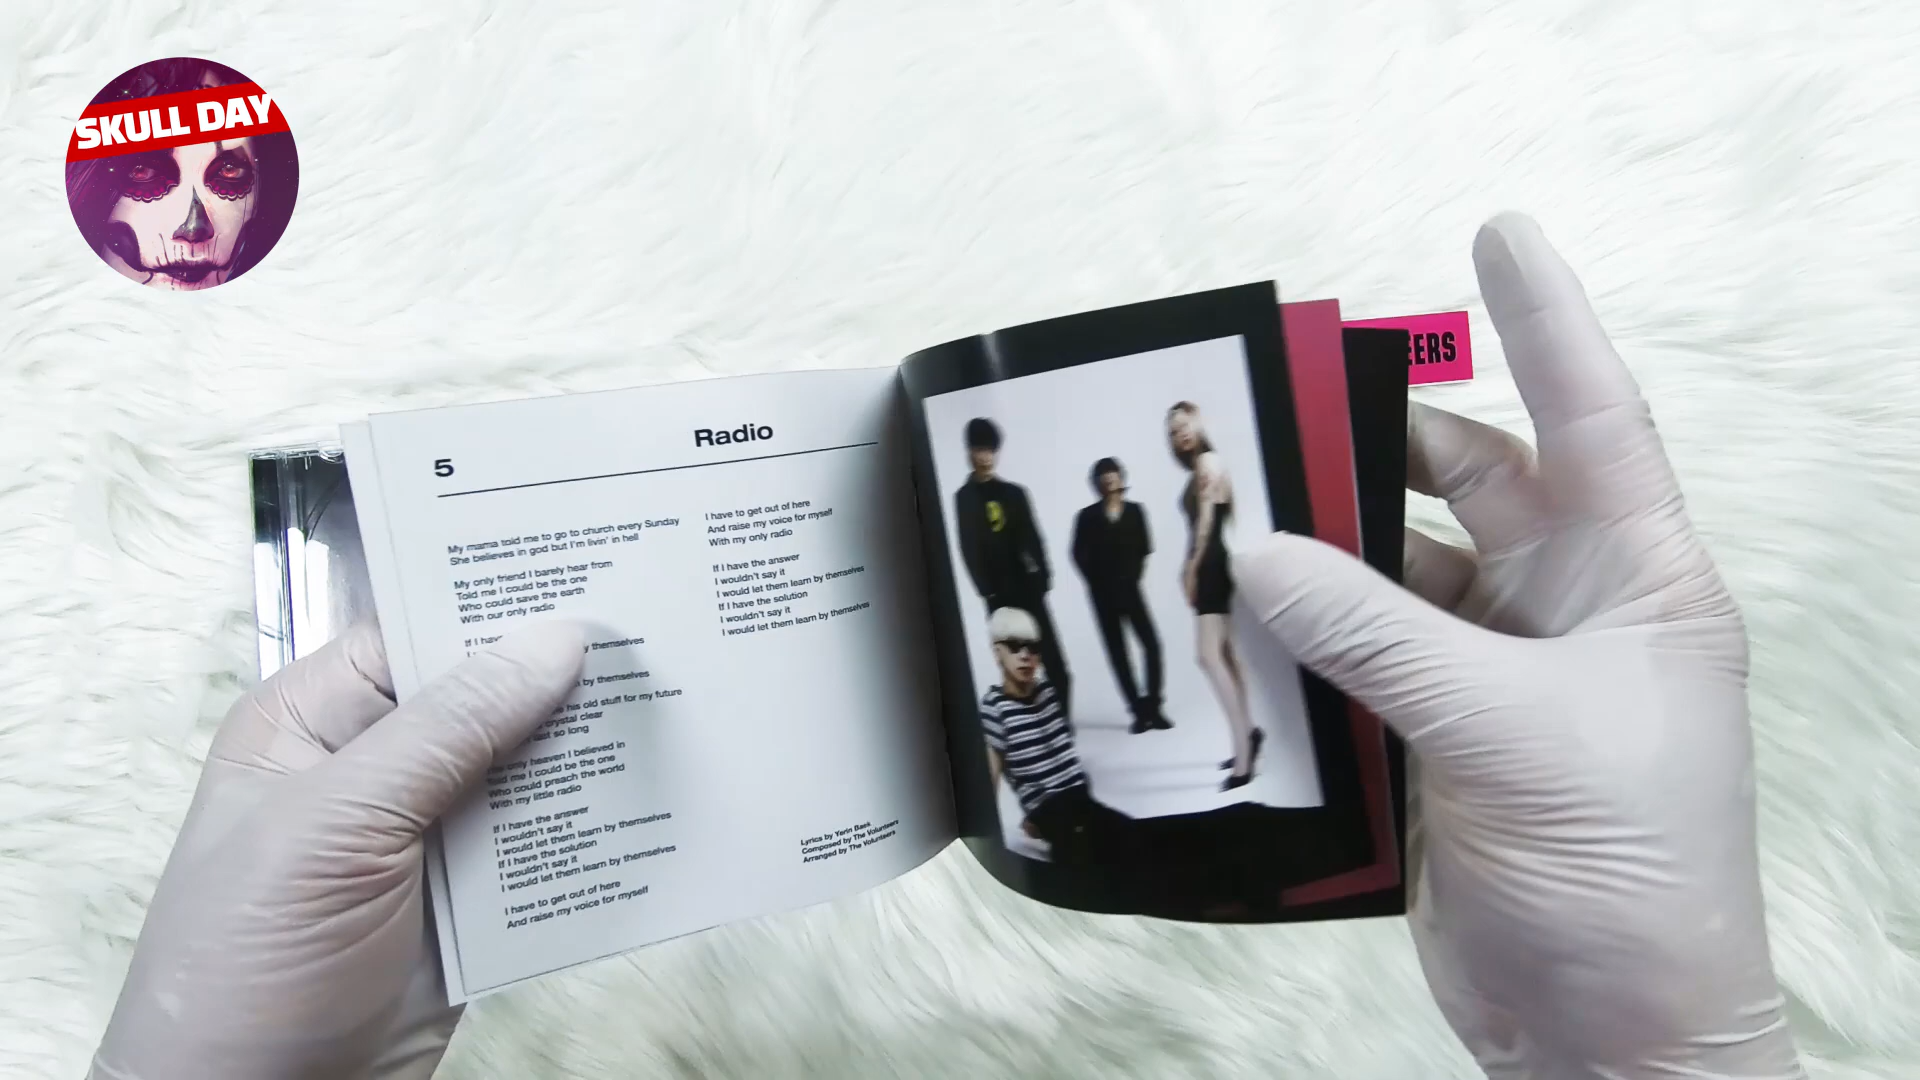 SKULL DAY
EERS
5
Radio
My mama told me to go to church every Sunday
She believes in god but I'm livin' in hell
My only friend I barely hear from
Told me I could be the one
Who could save the earth
With our only radio
If I have
I
y themselves
by themselves
his old stuff for my future
crystal clear
last so long
only heaven I believed in
Told me I could be the one
Who could preach the world
With my little radio
If I have the answer
I wouldn't say it
I would let them learn by themselves
If I have the solution
I wouldn't say it
I would let them learn by themselves
I have to get out of here
And raise my voice for myself
I have to get out of here
And raise my voice for myself
With my only radio
If I have the answer
I wouldn't say it
I would let them learn by themselves
If I have the solution
I wouldn't say it
I would let them learn by themselves
Lyrics by Yerin Baek
Composed by The Volunteers
Arranged by The Volunteers